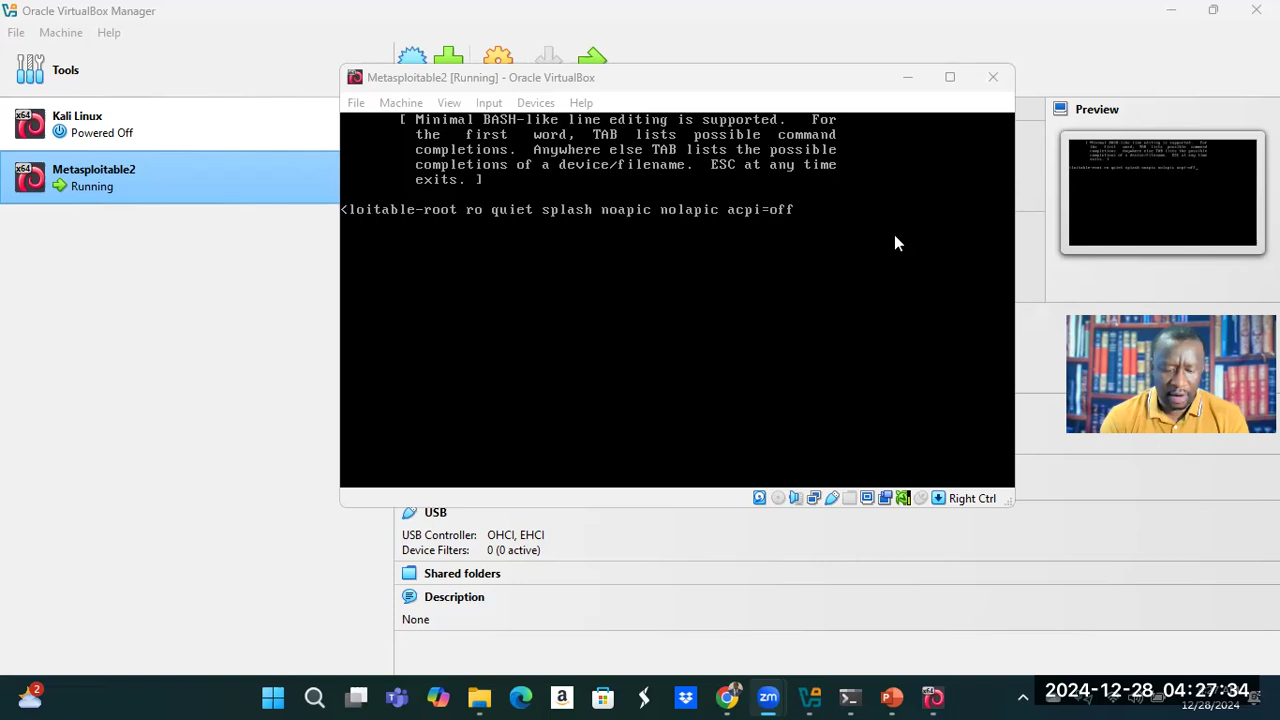 Oracle VirtualBox Manager
File Machine Help
Tools
Kali Linux
Powered Off
Metasploitable2
Running
Metasploitable2 [Running] - Oracle VirtualBox
File Machine View Input Devices Help
[ Minimal BASH-like line editing is supported. For
the first word, TAB lists possible command
completions. Anywhere else TAB lists the possible
completions of a device/filename. ESC at any time
exits. ]
<loitable-root ro quiet splash noapic nolapic acpi=off
Right Ctrl
Preview
USB
USB Controller: OHCI, EHCI
Device Filters: 0 (0 active)
Shared folders
Description
None
2
2024-12-28 04:27:34
12/28/2024